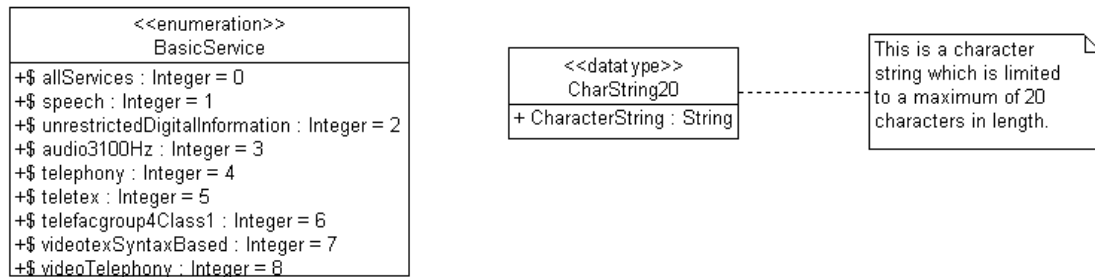 <<enumeration>>
BasicService
+$ allServices : Integer = 0
+$ speech : Integer = 1
+$ unrestrictedDigitalInformation : Integer = 2
+$ audio3100Hz : Integer = 3
+$ telephony : Integer = 4
+$ teletex : Integer = 5
+$ telefacgroup4Class1 : Integer = 6
+$ videotexSyntaxBased : Integer = 7
+$ videoTelephony : Integer = 8
<<datatype>>
CharString20
+ CharacterString : String
This is a character
string which is limited
to a maximum of 20
characters in length.